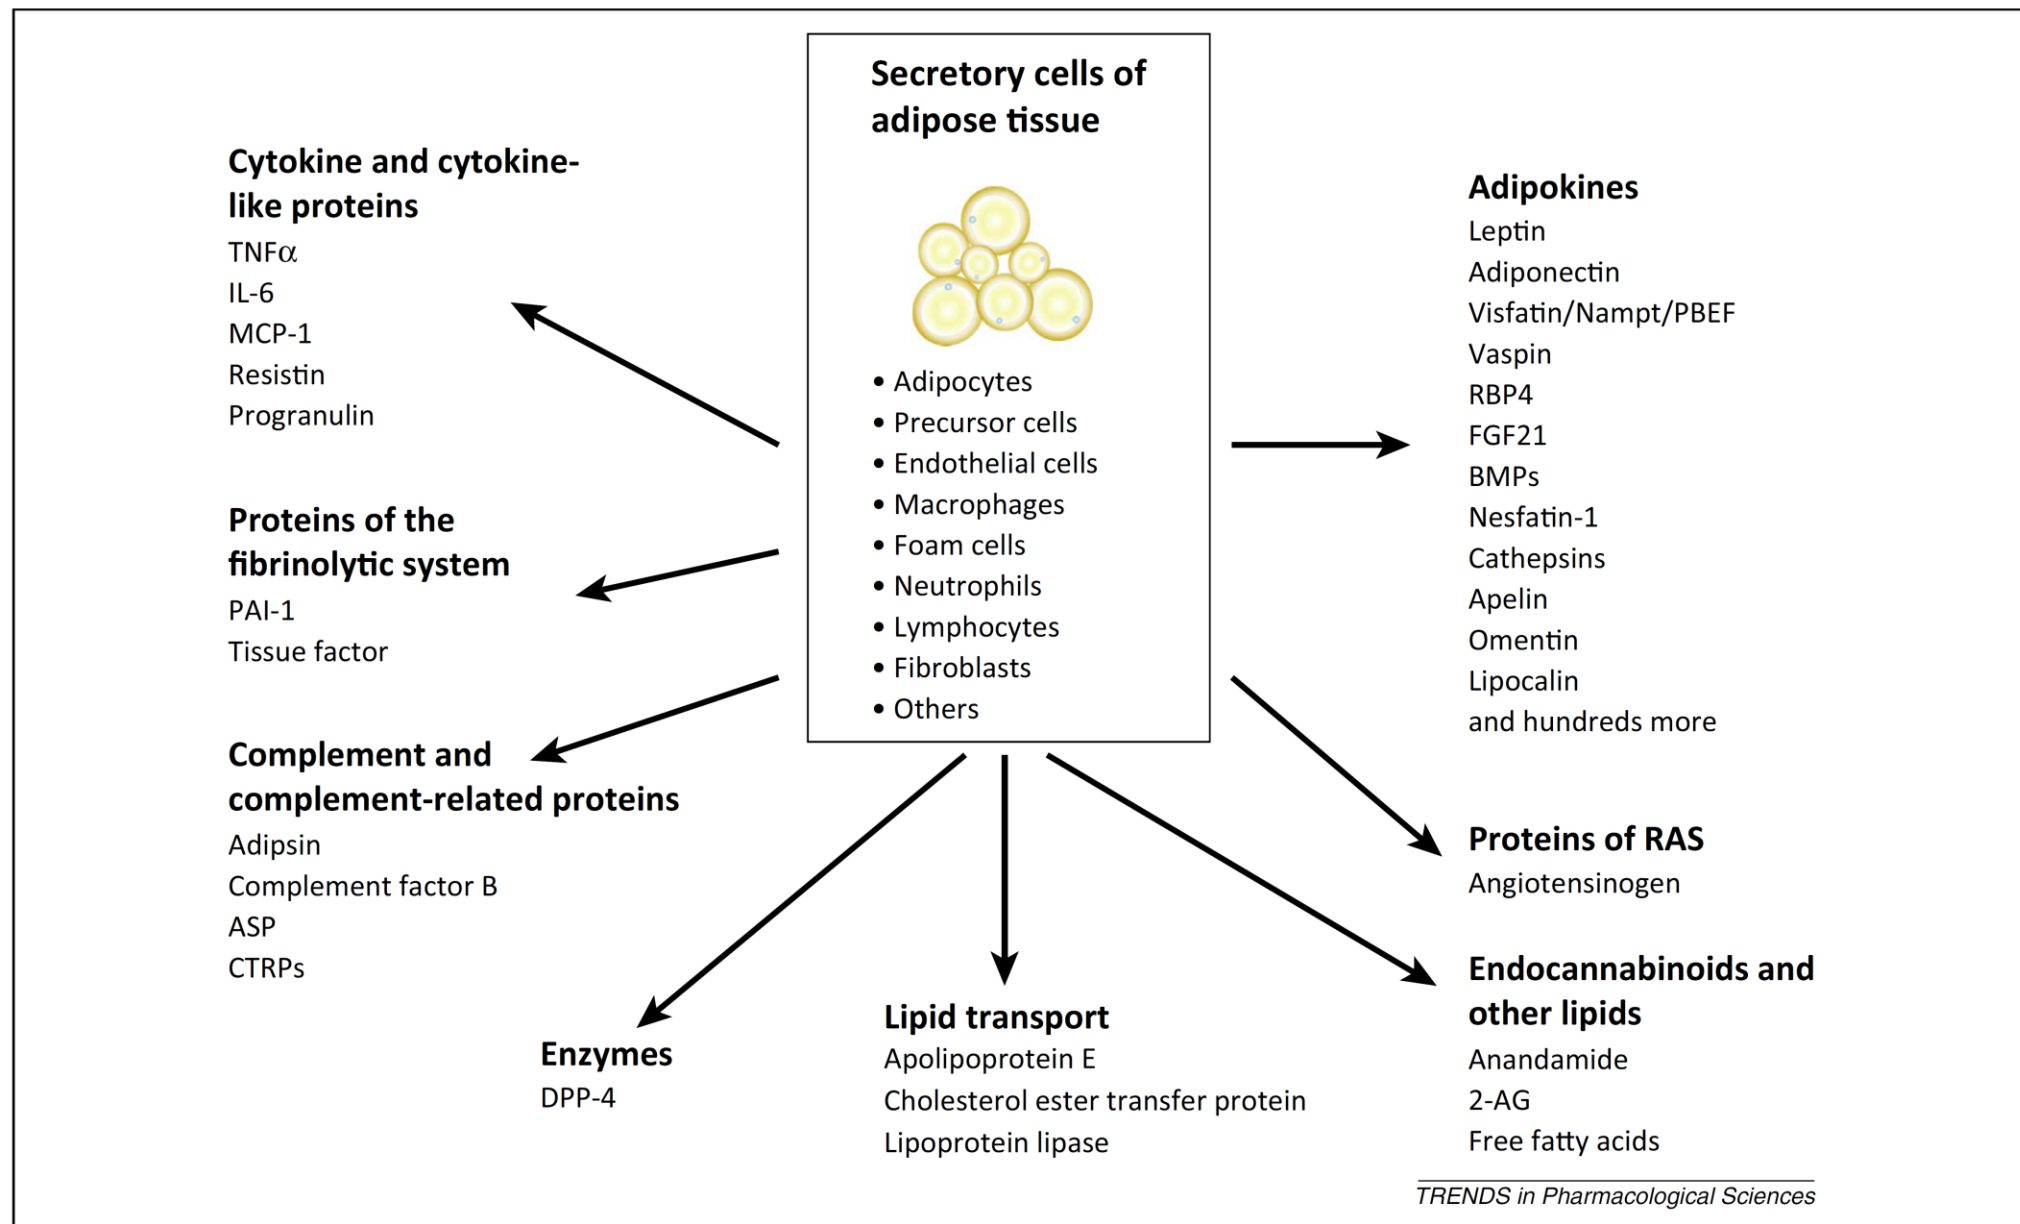 Secretory cells of
adipose tissue
• Adipocytes
• Precursor cells
• Endothelial cells
• Macrophages
• Foam cells
• Neutrophils
• Lymphocytes
• Fibroblasts
• Others
Cytokine and cytokine-
like proteins
TNFα
IL-6
MCP-1
Resistin
Progranulin
Proteins of the
fibrinolytic system
PAI-1
Tissue factor
Complement and
complement-related proteins
Adipsin
Complement factor B
ASP
CTRPs
Enzymes
DPP-4
Lipid transport
Apolipoprotein E
Cholesterol ester transfer protein
Lipoprotein lipase
Adipokines
Leptin
Adiponectin
Visfatin/Nampt/PBEF
Vaspin
RBP4
FGF21
BMPs
Nesfatin-1
Cathepsins
Apelin
Omentin
Lipocalin
and hundreds more
Proteins of RAS
Angiotensinogen
Endocannabinoids and
other lipids
Anandamide
2-AG
Free fatty acids
TRENDS in Pharmacological Sciences